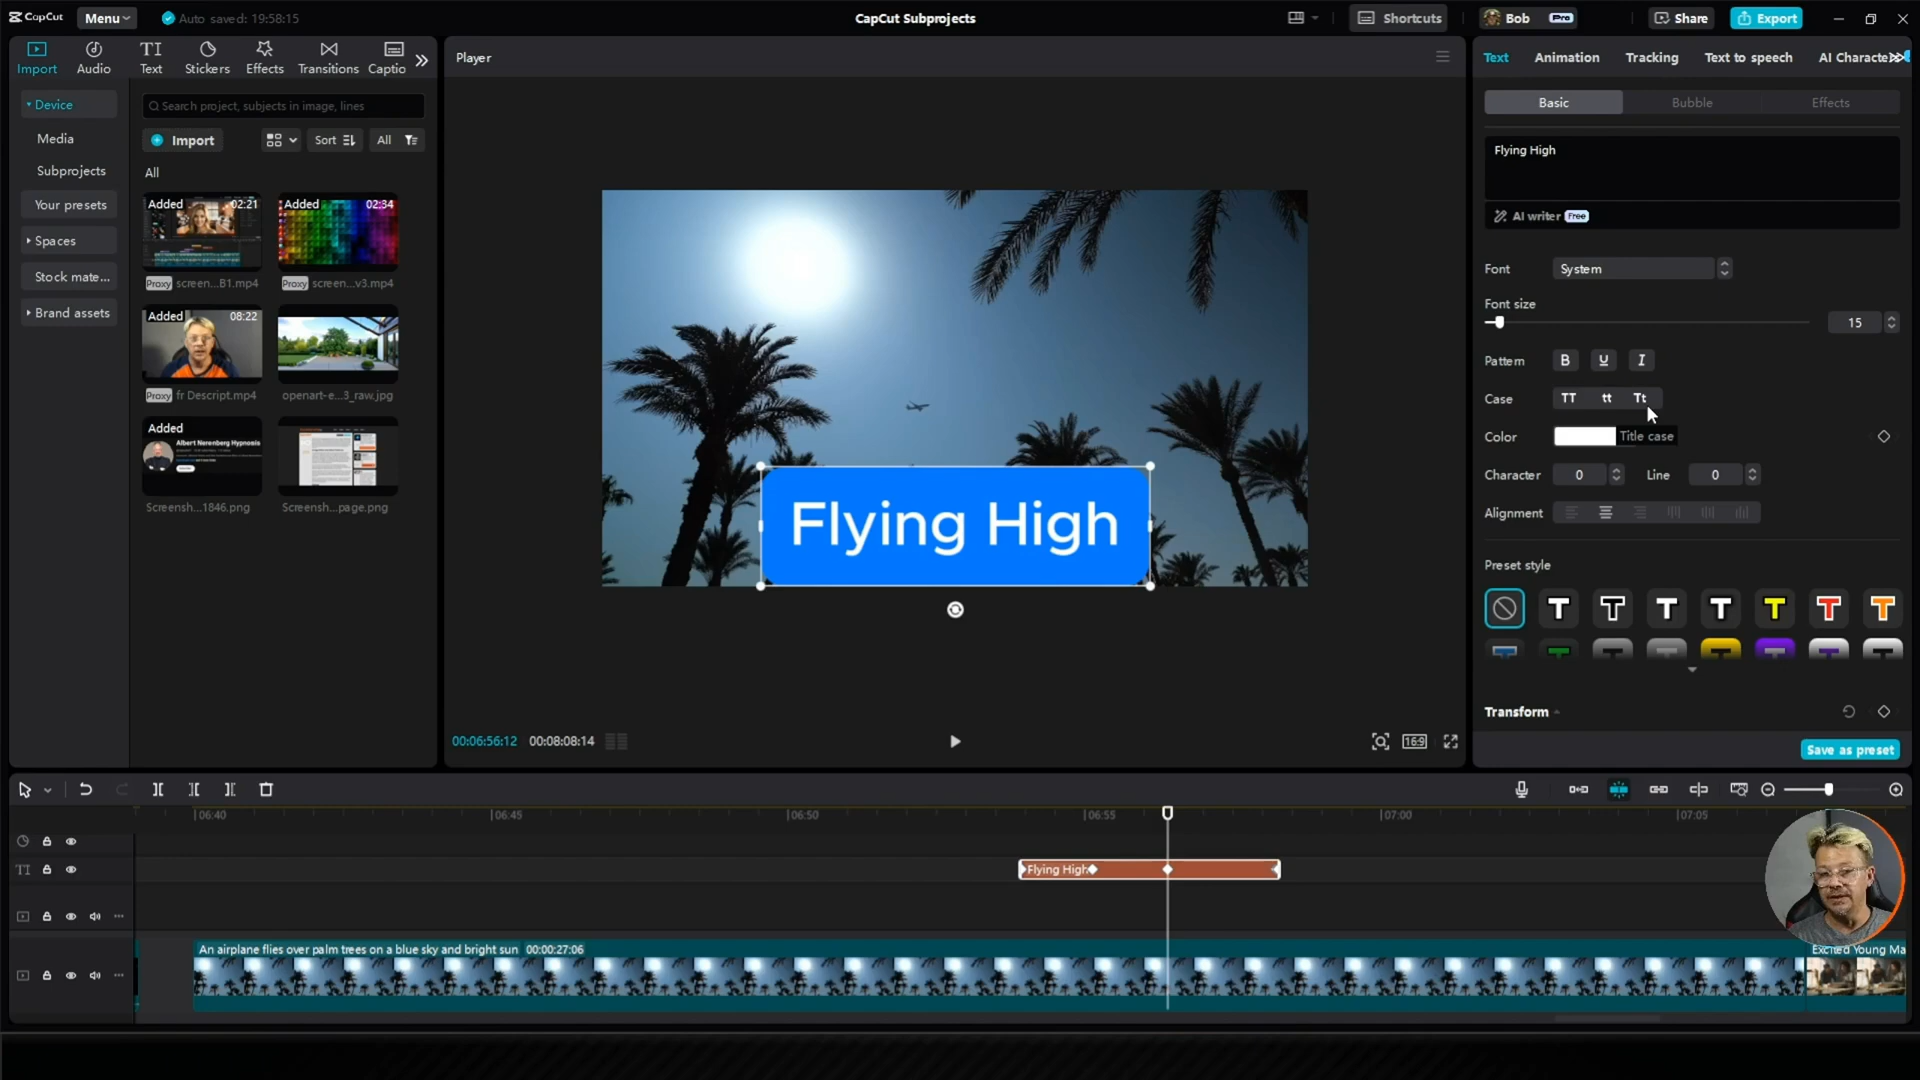 CapCut
Menu
Auto saved: 19:58:15
CapCut Subprojects
Shortcuts
Bob
Pro
Share
Export
Import
Audio
TI
Text
Stickers
Effects
Transitions
Captio
Device
Media
Subprojects
Your presets
Spaces
Stock mate...
Brand assets
Search project, subjects in image, lines
Import
Sort
All
All
Added
02:21
Proxy
screen...B1.mp4
Added
02:34
Proxy
screen...v3.mp4
Added
08:22
Proxy
fr Descript.mp4
openart-e...3_raw.jpg
Added
Albert Nerenberg Hypnosis
Screensh...1846.png
Screensh...page.png
Player
Flying High
00:06:56:12
00:08:08:14
16:9
Text
Animation
Tracking
Text to speech
AI Characte
Basic
Bubble
Effects
Flying High
AI writer
Free
Font
System
Font size
15
Pattern
B
U
I
Case
TT
tt
Tt
Color
Title case
Character
0
Line
0
Alignment
Preset style
T
T
T
T
T
T
T
Transform
Save as preset
06:40
06:45
06:50
06:55
07:00
07:05
TI
Flying High
An airplane flies over palm trees on a blue sky and bright sun 00:00:27:06
Excited Young Ma